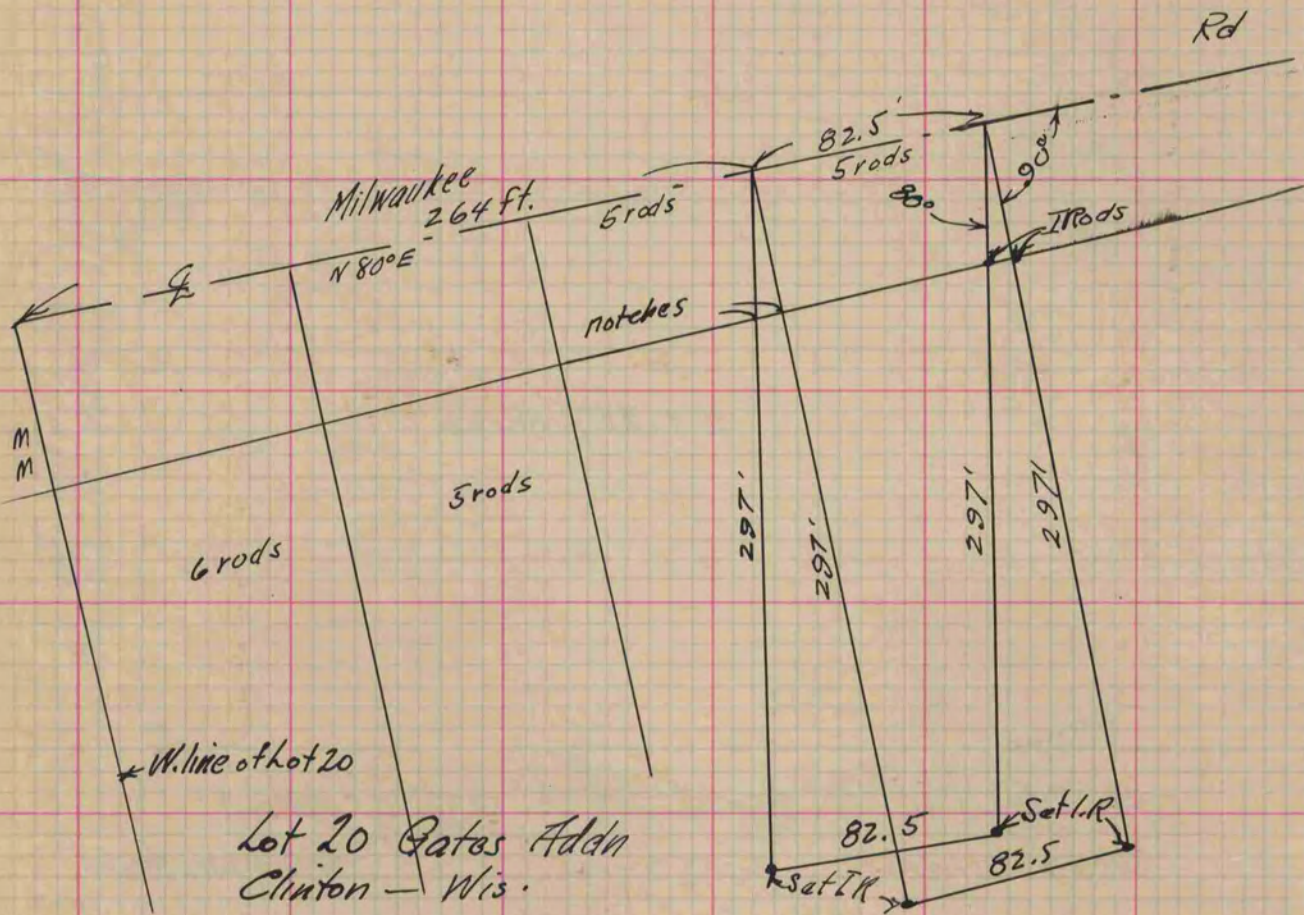 Rd
82.5'
5 rods
90°
80°
I Rods
Milwaukee
264 ft.
5 rods
N 80° E
℄
notches
M
M
5 rods
6 rods
297'
297'
297'
297'
W. line of Lot 20
Set I.R
82.5
82.5
Set IR
Lot 20 Gates Addn
Clinton — Wis.